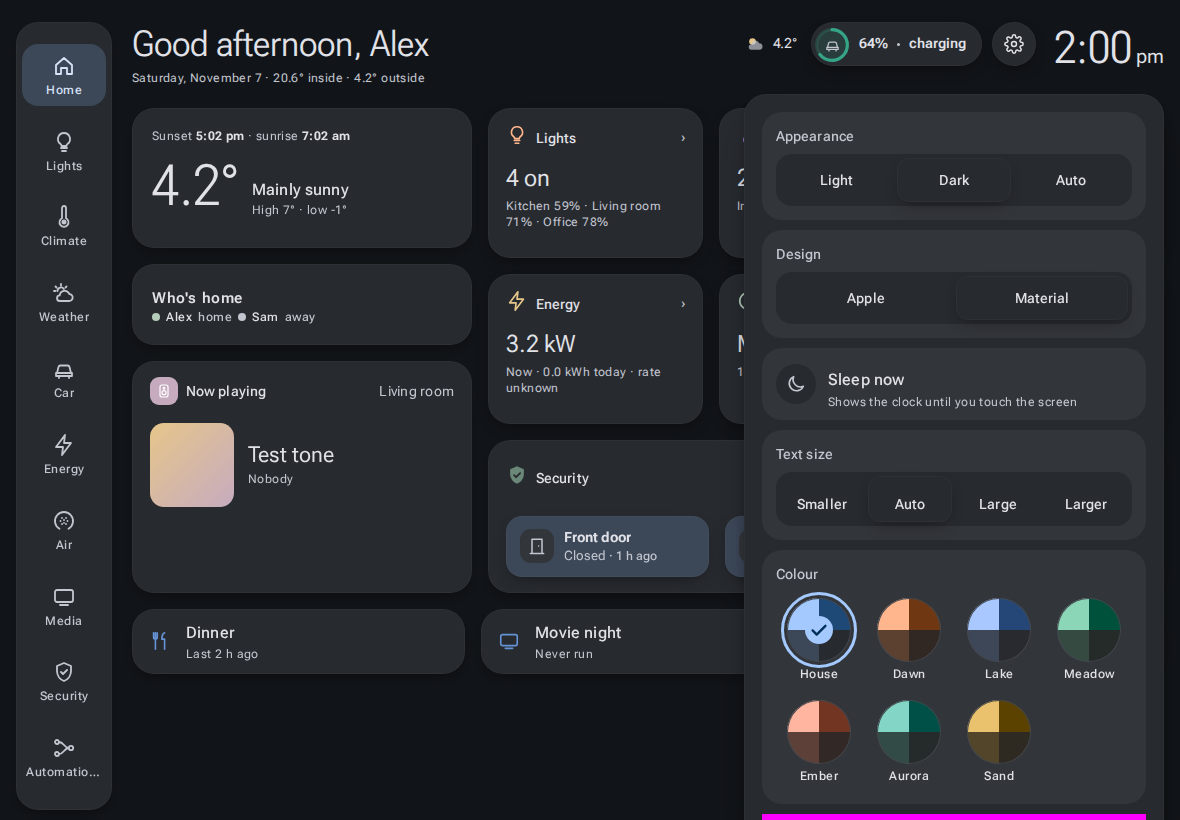 Good afternoon, Alex
Saturday, November 7 · 20.6° inside · 4.2° outside
4.2°
64% · charging
2:00 pm
Home
Lights
Climate
Weather
Car
Energy
Air
Media
Security
Automatio...
Sunset 5:02 pm · sunrise 7:02 am
4.2°
Mainly sunny
High 7° · low -1°
Who's home
Alex home Sam away
Now playing
Living room
Test tone
Nobody
Lights ›
4 on
Kitchen 59% · Living room
71% · Office 78%
Energy ›
3.2 kW
Now · 0.0 kWh today · rate
unknown
Security
Front door
Closed · 1 h ago
Dinner
Last 2 h ago
Movie night
Never run
Appearance
Light Dark Auto
Design
Apple Material
Sleep now
Shows the clock until you touch the screen
Text size
Smaller Auto Large Larger
Colour
House Dawn Lake Meadow
Ember Aurora Sand